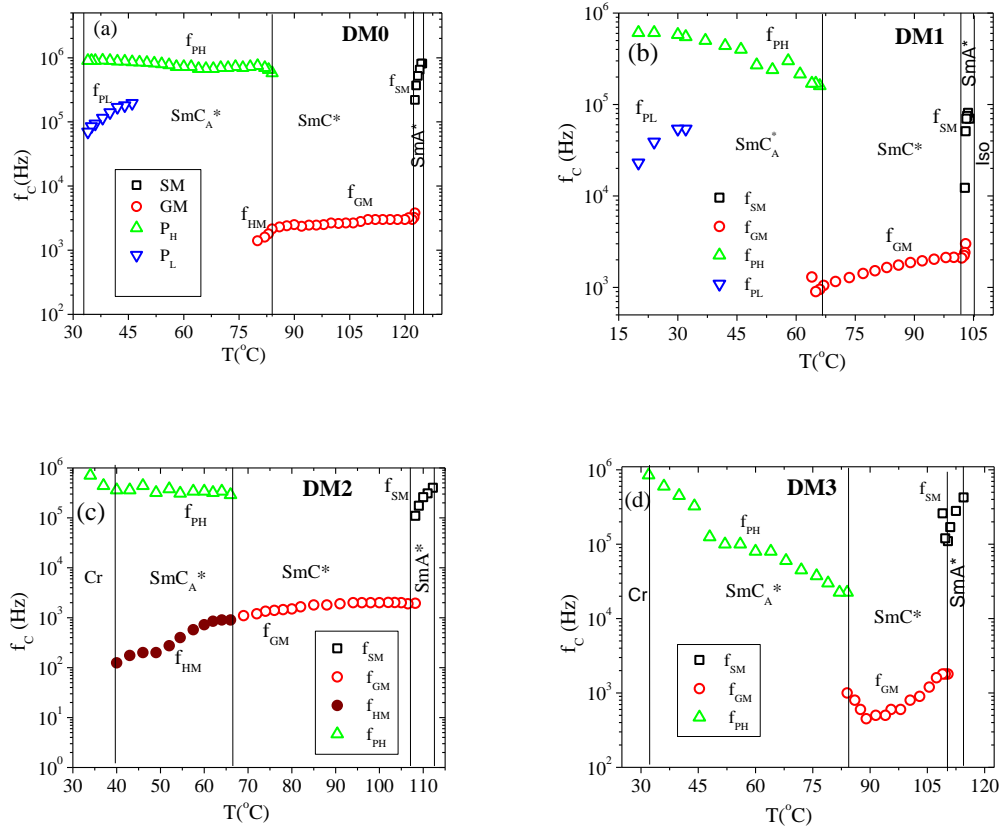 (a)
DM0
f_PH
f_SM
f_PL
SmC_A*
SmC*
SmA*
SM
GM
P_H
P_L
f_HM
f_GM
10^6
10^5
10^4
10^3
10^2
f_C (Hz)
30 45 60 75 90 105 120
T(°C)
(b)
DM1
f_PH
SmA*
f_PL
f_SM
SmC_A^*
SmC*
Iso
f_SM
f_GM
f_PH
f_PL
f_GM
10^6
10^5
10^4
10^3
f_C (Hz)
15 30 45 60 75 90 105
T(°C)
(c)
DM2
f_SM
f_PH
Cr
SmC_A*
SmC*
SmA*
f_GM
f_HM
f_SM
f_GM
f_HM
f_PH
10^6
10^5
10^4
10^3
10^2
10^1
10^0
f_C (Hz)
30 40 50 60 70 80 90 100 110
T(°C)
(d)
DM3
f_SM
f_PH
Cr
SmC_A*
SmA*
SmC*
f_GM
f_SM
f_GM
f_PH
10^6
10^5
10^4
10^3
10^2
f_C (Hz)
30 45 60 75 90 105 120
T(°C)